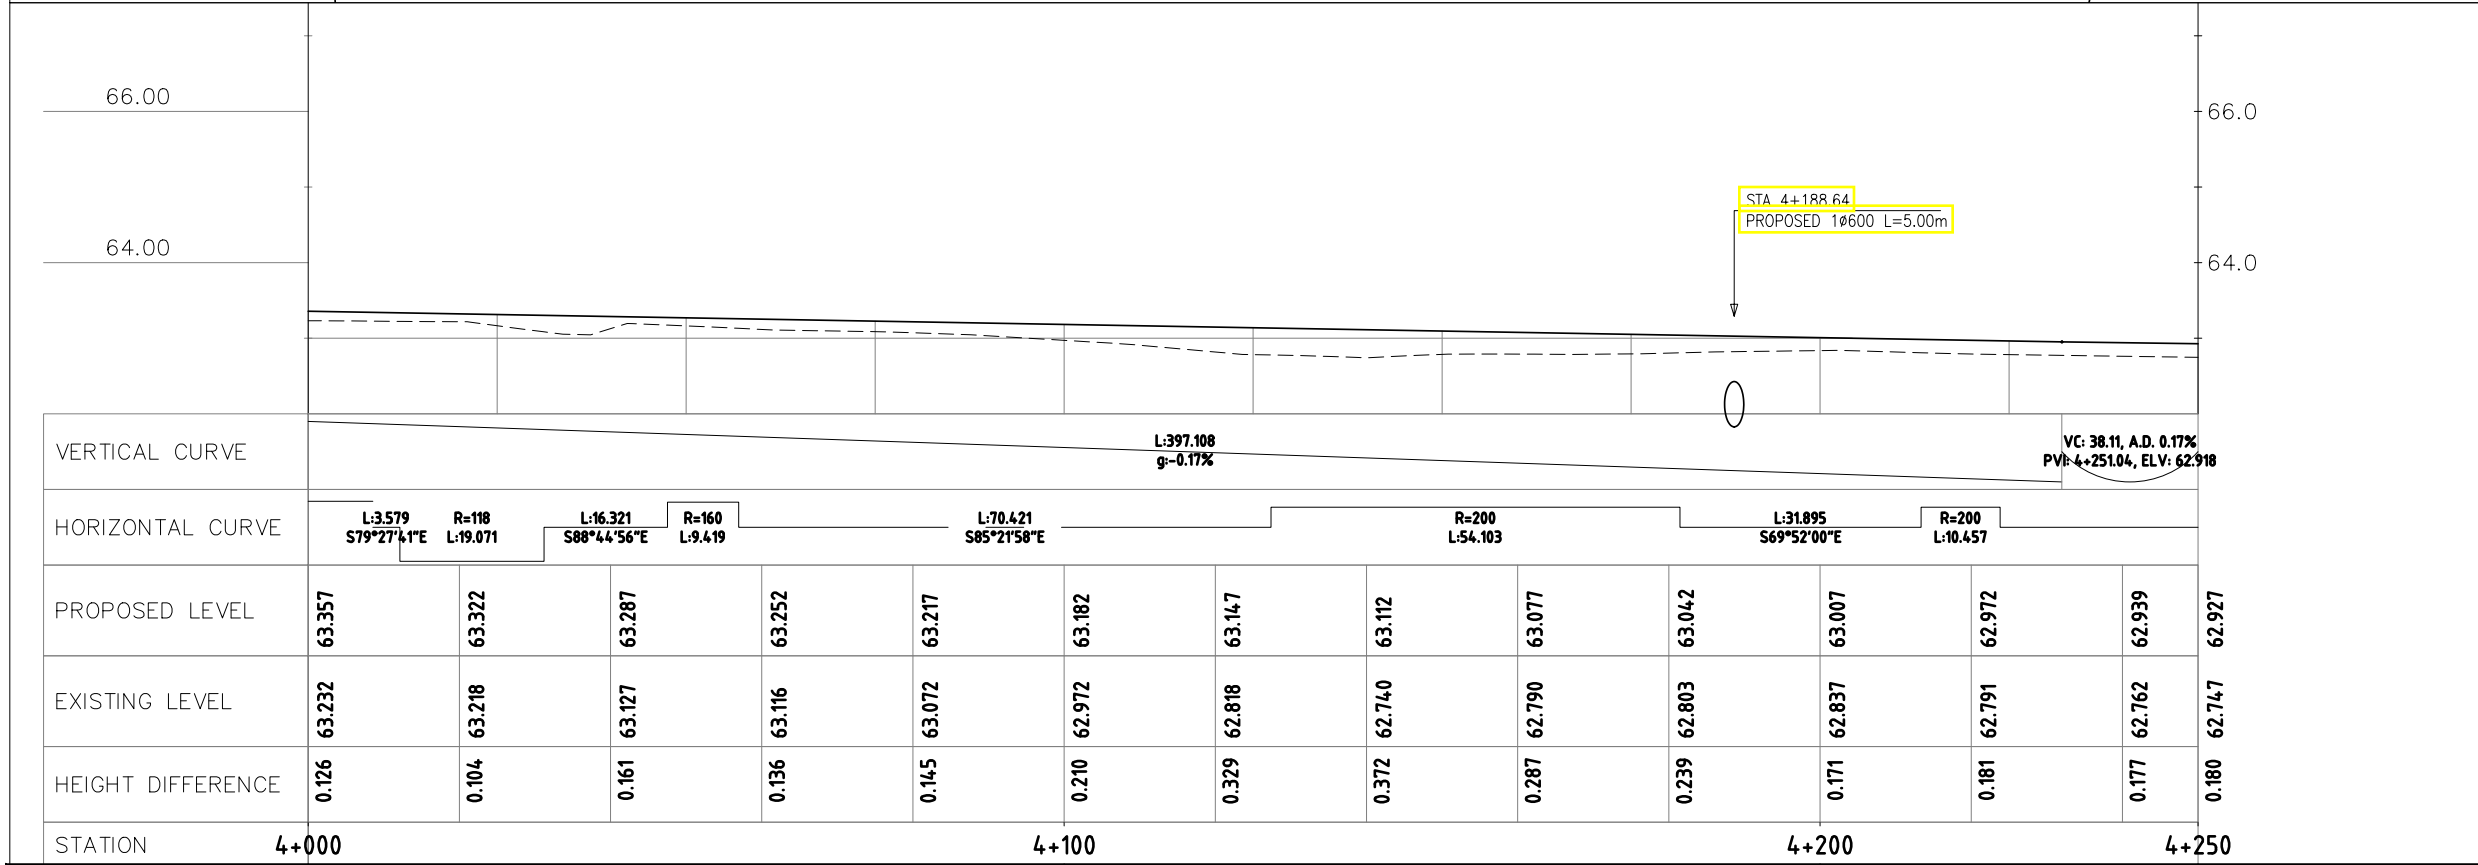 66.00
66.0
STA 4+188.64
PROPOSED 1ø600 L=5.00m
64.00
64.0
VERTICAL CURVE
L:397.108
g:-0.17%
VC: 38.11, A.D. 0.17%
PVI: 4+251.04, ELV: 62.918
HORIZONTAL CURVE
L:3.579
S79°27'41"E
R=118
L:19.071
L:16.321
S88°44'56"E
R=160
L:9.419
L:70.421
S85°21'58"E
R=200
L:54.103
L:31.895
S69°52'00"E
R=200
L:10.457
PROPOSED LEVEL
63.357
63.322
63.287
63.252
63.217
63.182
63.147
63.112
63.077
63.042
63.007
62.972
62.939
62.927
EXISTING LEVEL
63.232
63.218
63.127
63.116
63.072
62.972
62.818
62.740
62.790
62.803
62.837
62.791
62.762
62.747
HEIGHT DIFFERENCE
0.126
0.104
0.161
0.136
0.145
0.210
0.329
0.372
0.287
0.239
0.171
0.181
0.177
0.180
STATION
4+000
4+100
4+200
4+250